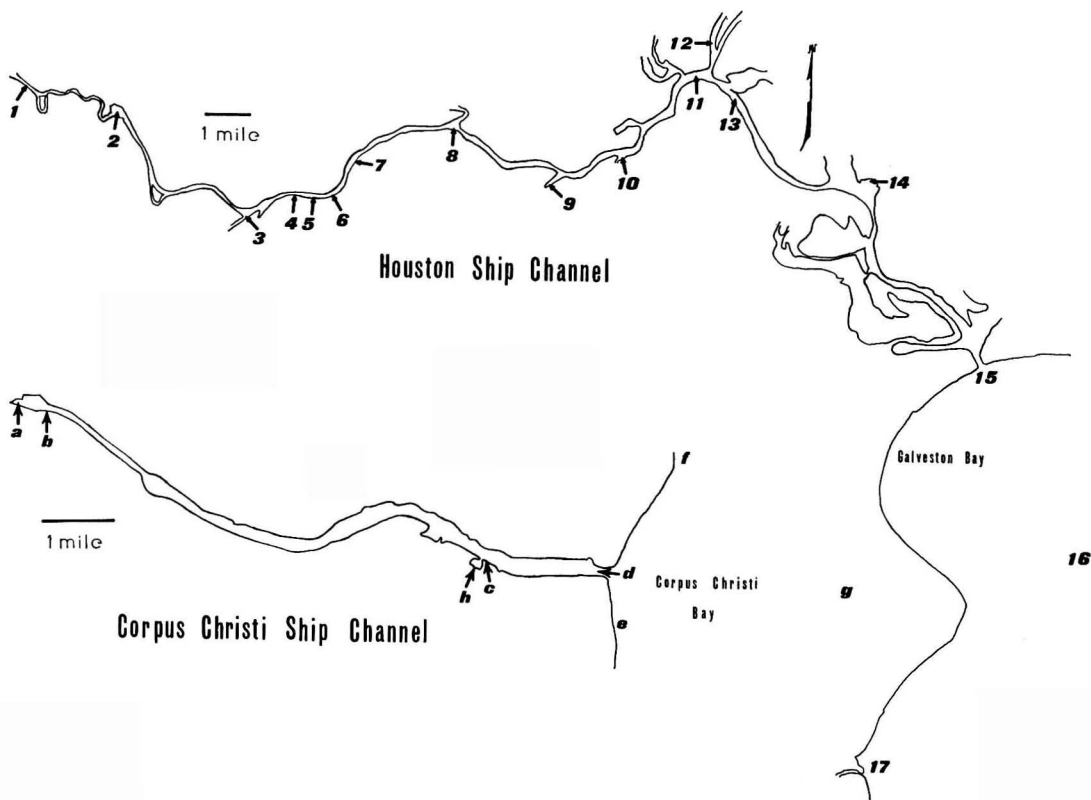 12
N
1
2
1 mile
11
13
7
8
10
14
9
4
5
6
3
Houston Ship Channel
15
a
b
f
Galveston Bay
1 mile
16
h
c
d
Corpus Christi
Bay
g
e
Corpus Christi Ship Channel
17